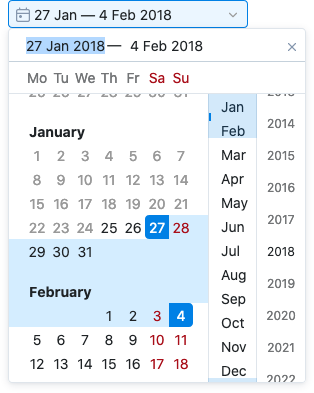 27 Jan — 4 Feb 2018
27 Jan 2018 — 4 Feb 2018
Mo Tu We Th Fr Sa Su
January
1 2 3 4 5 6 7
8 9 10 11 12 13 14
15 16 17 18 19 20 21
22 23 24 25 26 27 28
29 30 31
February
1 2 3 4
5 6 7 8 9 10 11
12 13 14 15 16 17 18
Jan
Feb
Mar
Apr
May
Jun
Jul
Aug
Sep
Oct
Nov
Dec
2014
2015
2016
2017
2018
2019
2020
2021
2022